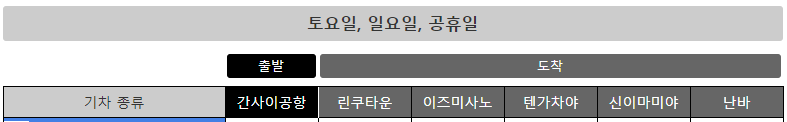 토요일, 일요일, 공휴일
출발 도착
기차 종류 간사이공항 린쿠타운 이즈미사노 텐가차야 신이마미야 난바